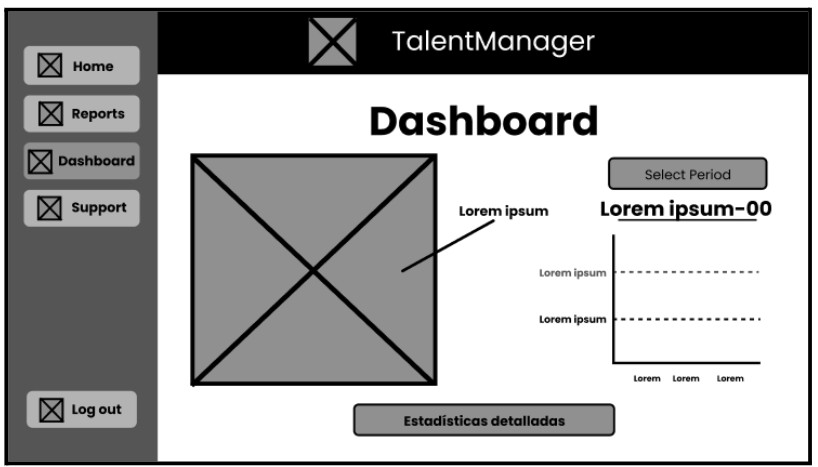 TalentManager
Home
Reports
Dashboard
Support
Log out
Dashboard
Lorem ipsum
Select Period
Lorem ipsum-00
Lorem ipsum
Lorem ipsum
Lorem Lorem Lorem
Estadísticas detalladas